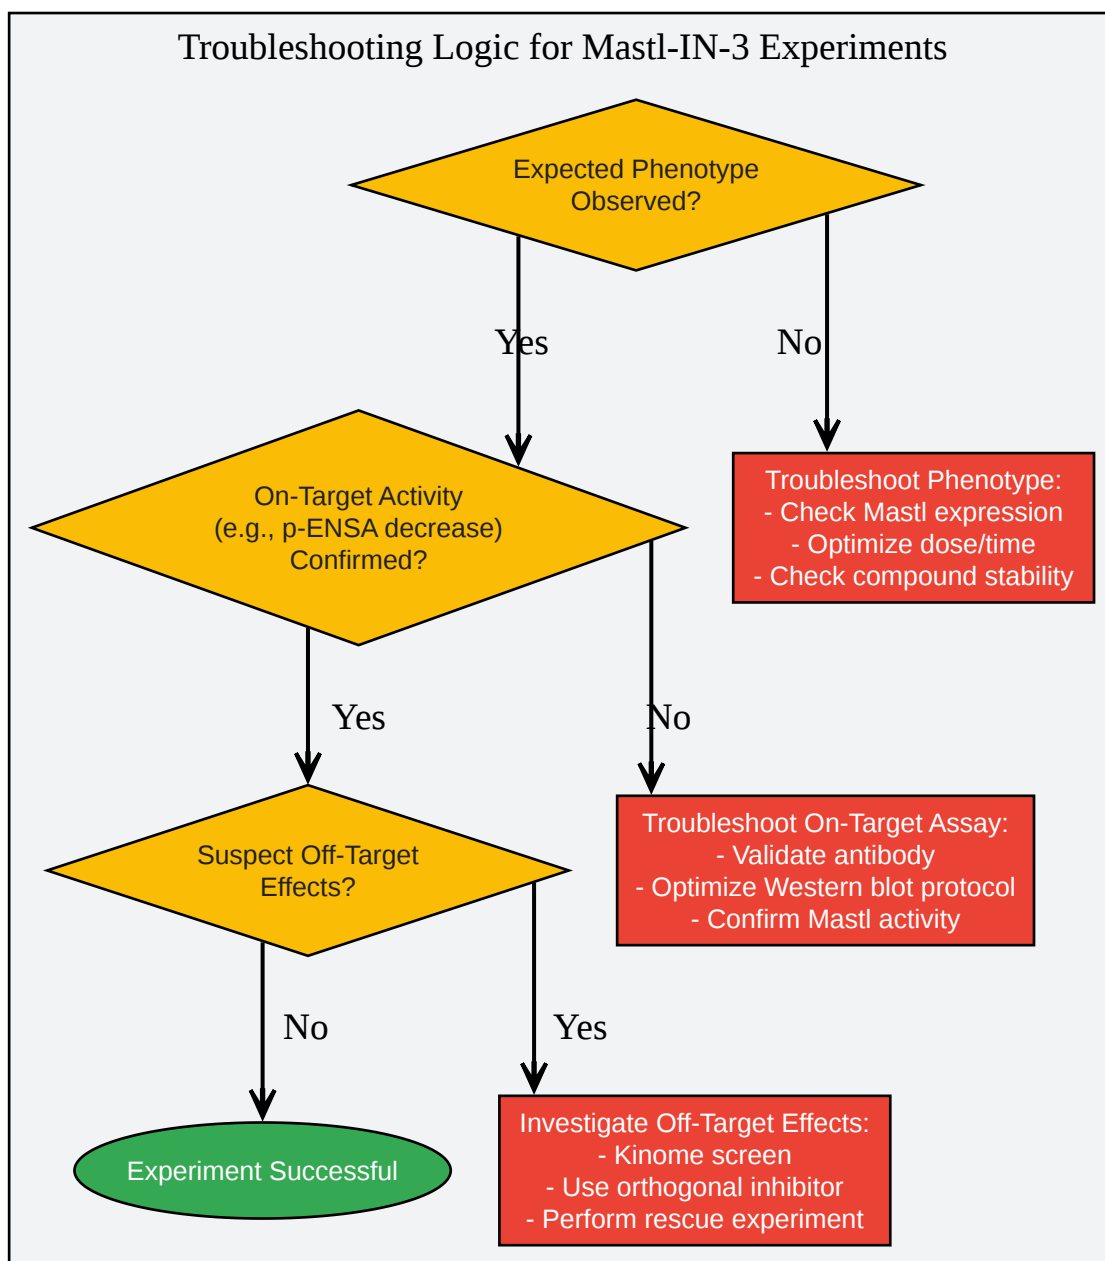 Troubleshooting Logic for Mastl-IN-3 Experiments
Expected Phenotype
Observed?
Yes
No
On-Target Activity
(e.g., p-ENSA decrease)
Confirmed?
Troubleshoot Phenotype:
- Check Mastl expression
- Optimize dose/time
- Check compound stability
Yes
No
Suspect Off-Target
Effects?
Troubleshoot On-Target Assay:
- Validate antibody
- Optimize Western blot protocol
- Confirm Mastl activity
No
Yes
Experiment Successful
Investigate Off-Target Effects:
- Kinome screen
- Use orthogonal inhibitor
- Perform rescue experiment